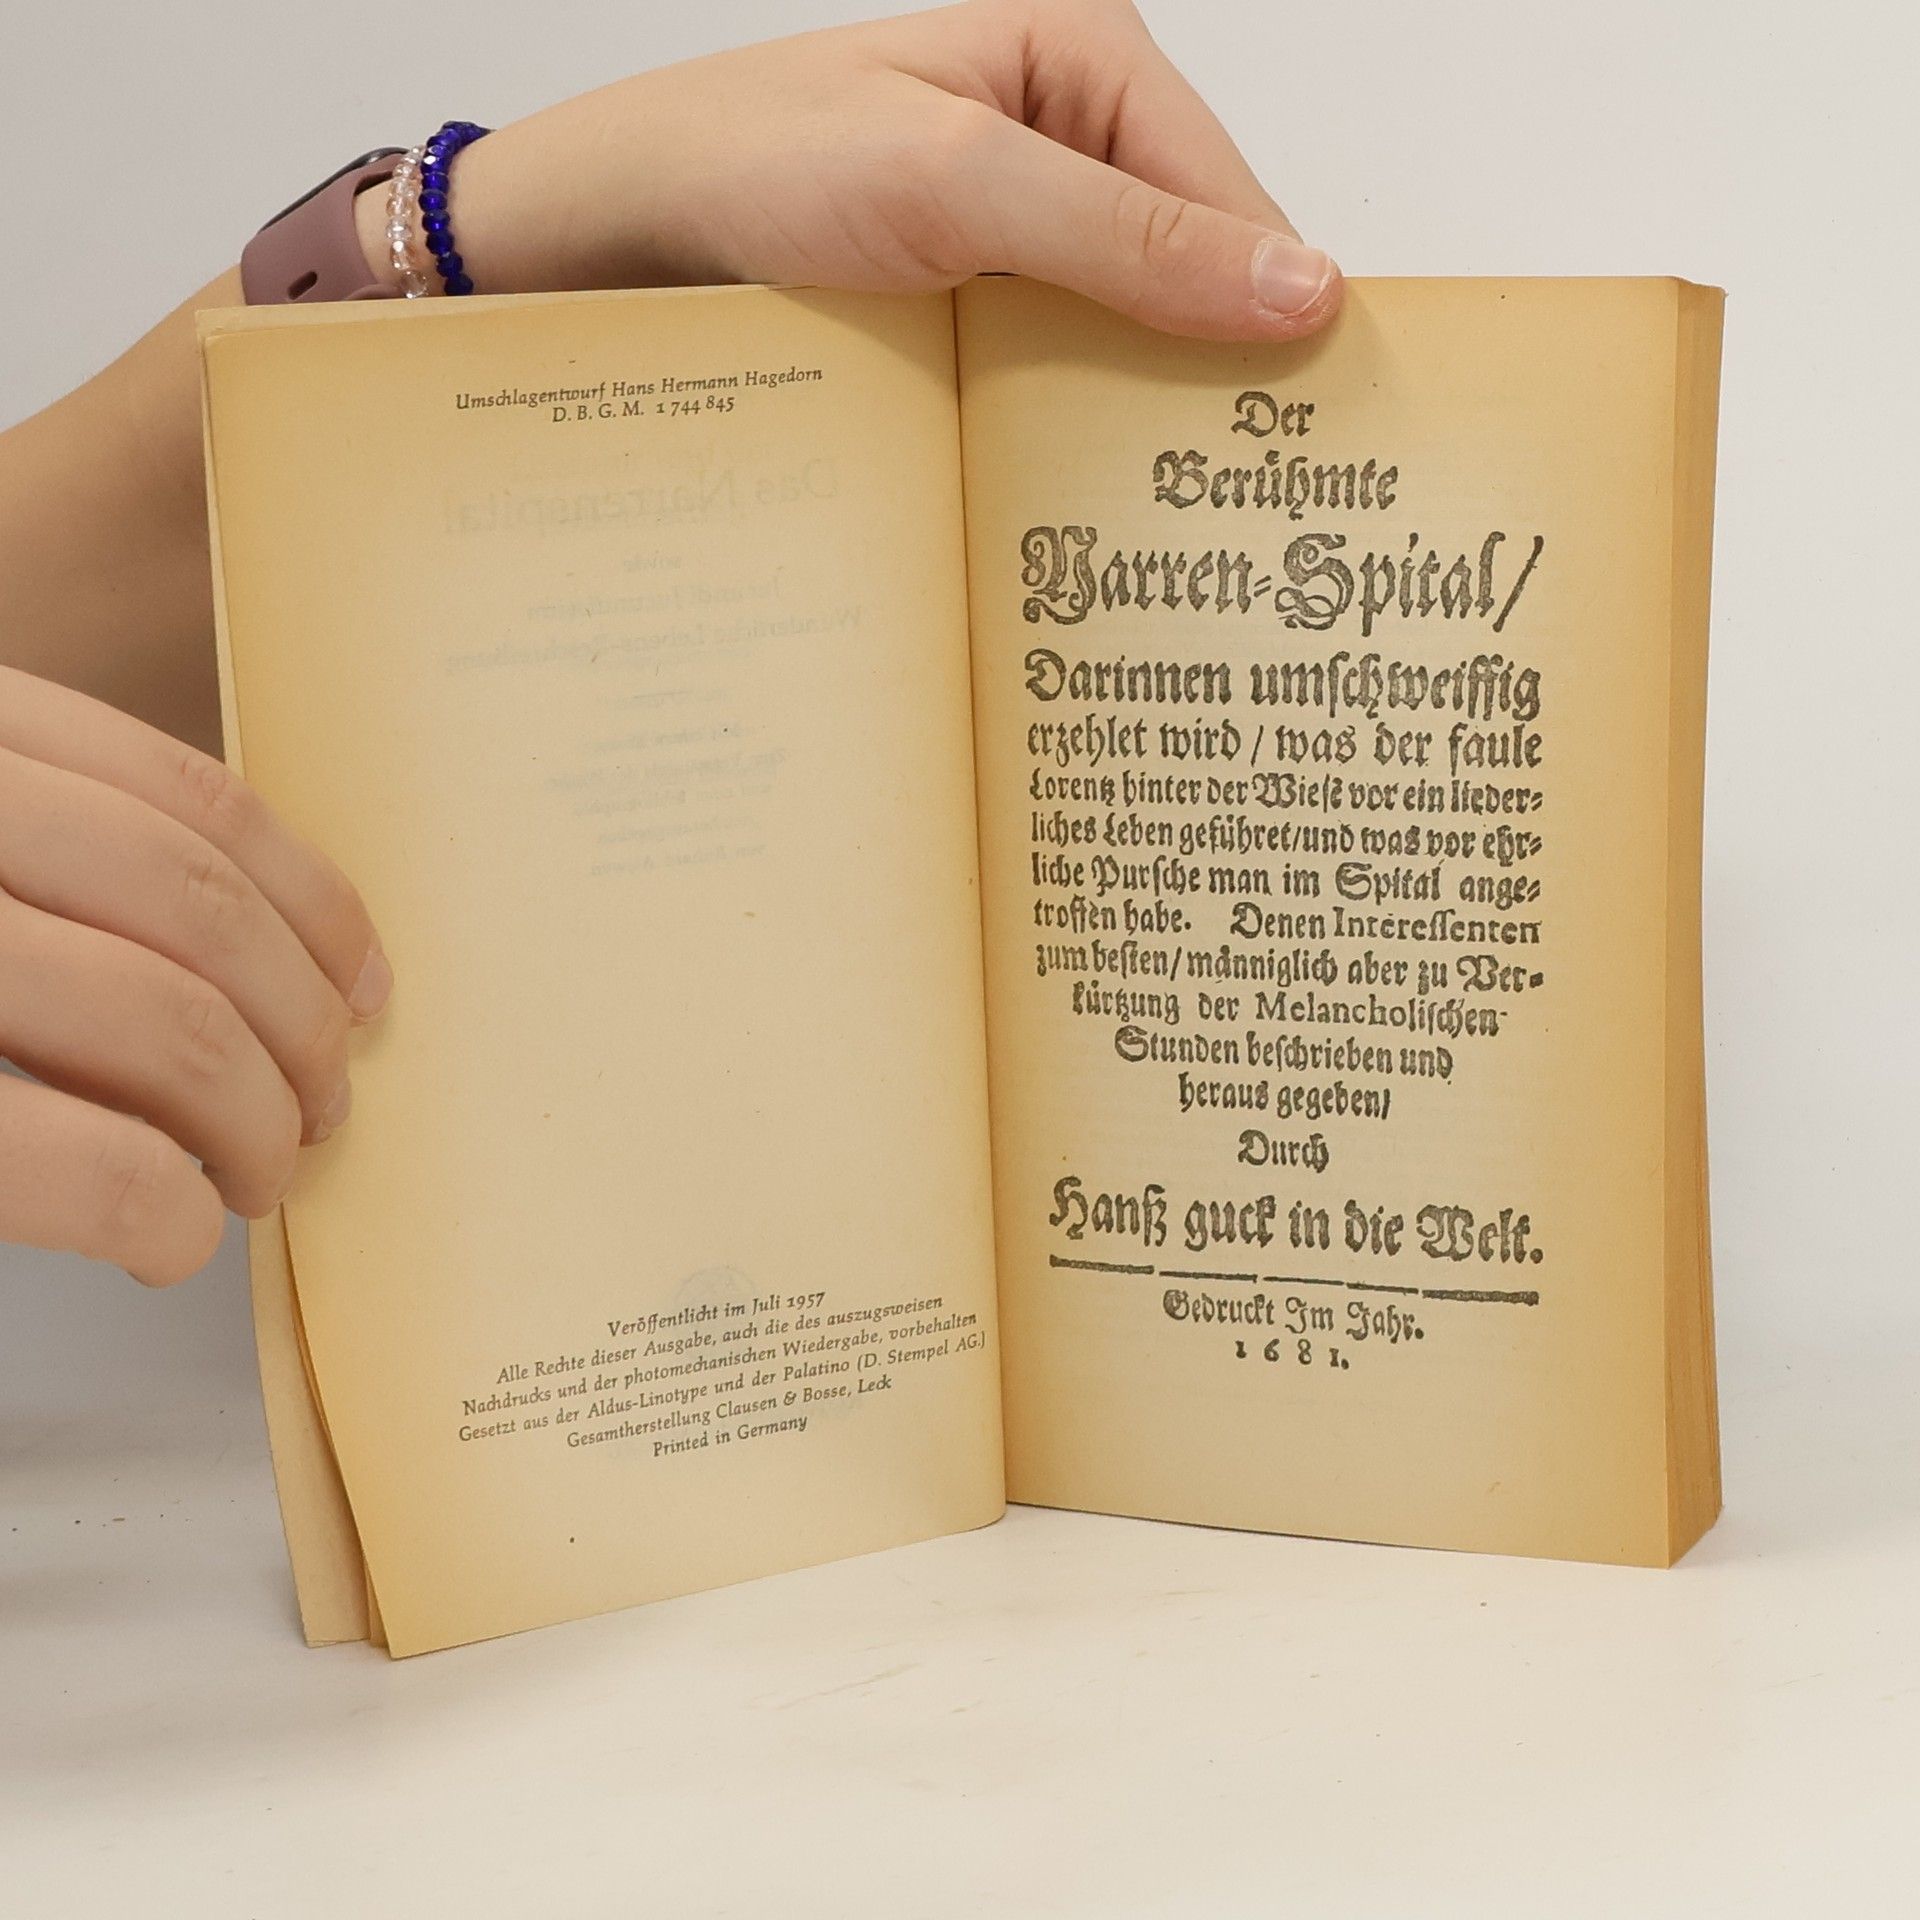 Umschlagentwurf Hans Hermann Hagedorn
D. B. G. M. 1 744 845
Das Narrenspital
sowie
Veröffentlicht im Juli 1957
Alle Rechte dieser Ausgabe, auch die des auszugsweisen
Nachdrucks und der photomechanischen Wiedergabe, vorbehalten
Gesetzt aus der Aldus-Linotype und der Palatino (D. Stempel AG.)
Gesamtherstellung Clausen & Bosse, Leck
Printed in Germany
Der
Berühmte
Narren-Spital/
Darinnen umſchweiffig
erzehlet wird / was der faule
Lorentz hinter der Wieſe vor ein lieder-
liches Leben geführet/und was vor ehr-
liche Purſche man im Spital ange-
troffen habe. Denen Intereſſenten
zum beſten/ männiglich aber zu Ver-
kürtzung der Melancholiſchen
Stunden beſchrieben und
heraus gegeben/
Durch
Hanß guck in die Welt.
Gedruckt Im Jahr.
1681.